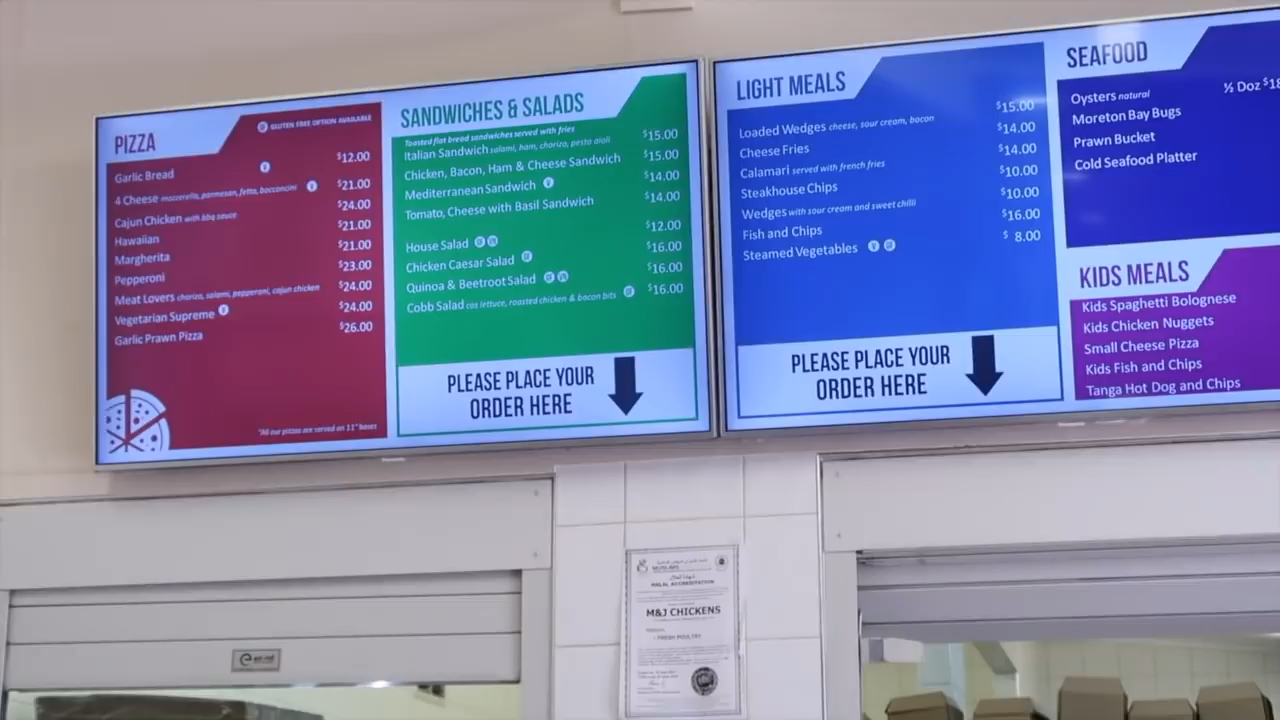 PIZZA
GLUTEN FREE OPTION AVAILABLE
Garlic Bread $12.00
4 Cheese mozzarella, parmesan, fetta, bocconcini $21.00
Cajun Chicken with bbq sauce $24.00
Hawaiian $21.00
Margherita $21.00
Pepperoni $23.00
Meat Lovers chorizo, salami, pepperoni, cajun chicken $24.00
Vegetarian Supreme $24.00
Garlic Prawn Pizza $26.00
"All our pizzas are served on 11" bases
SANDWICHES & SALADS
Toasted flat bread sandwiches served with fries
Italian Sandwich salami, ham, chorizo, pesto aioli $15.00
Chicken, Bacon, Ham & Cheese Sandwich $15.00
Mediterranean Sandwich $14.00
Tomato, Cheese with Basil Sandwich $14.00
House Salad $12.00
Chicken Caesar Salad $16.00
Quinoa & Beetroot Salad $16.00
Cobb Salad cos lettuce, roasted chicken & bacon bits $16.00
PLEASE PLACE YOUR
ORDER HERE
LIGHT MEALS
Loaded Wedges cheese, sour cream, bacon $15.00
Cheese Fries $14.00
Calamari served with french fries $14.00
Steakhouse Chips $10.00
Wedges with sour cream and sweet chilli $10.00
Fish and Chips $16.00
Steamed Vegetables $ 8.00
PLEASE PLACE YOUR
ORDER HERE
SEAFOOD
Oysters natural ½ Doz $18
Moreton Bay Bugs
Prawn Bucket
Cold Seafood Platter
KIDS MEALS
Kids Spaghetti Bolognese
Kids Chicken Nuggets
Small Cheese Pizza
Kids Fish and Chips
Tanga Hot Dog and Chips
HALAL ACCREDITATION
M&J CHICKENS
FRESH POULTRY